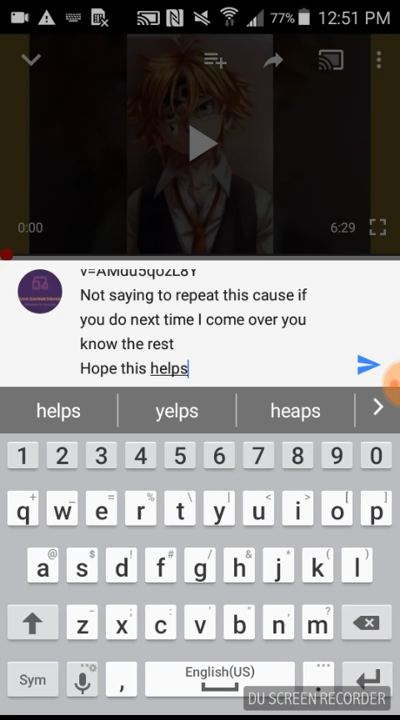 77% 12:51 PM
0:00 6:29
Not saying to repeat this cause if
you do next time I come over you
know the rest
Hope this helps
helps yelps heaps
1 2 3 4 5 6 7 8 9 0
+ _ = % \ | < > [ ]
q w e r t y u i o p
@ $ ! # / & * ( )
a s d f g h j k l
- ' : ; " ?
z x c v b n m
Sym , English(US) .
DU SCREEN RECORDER